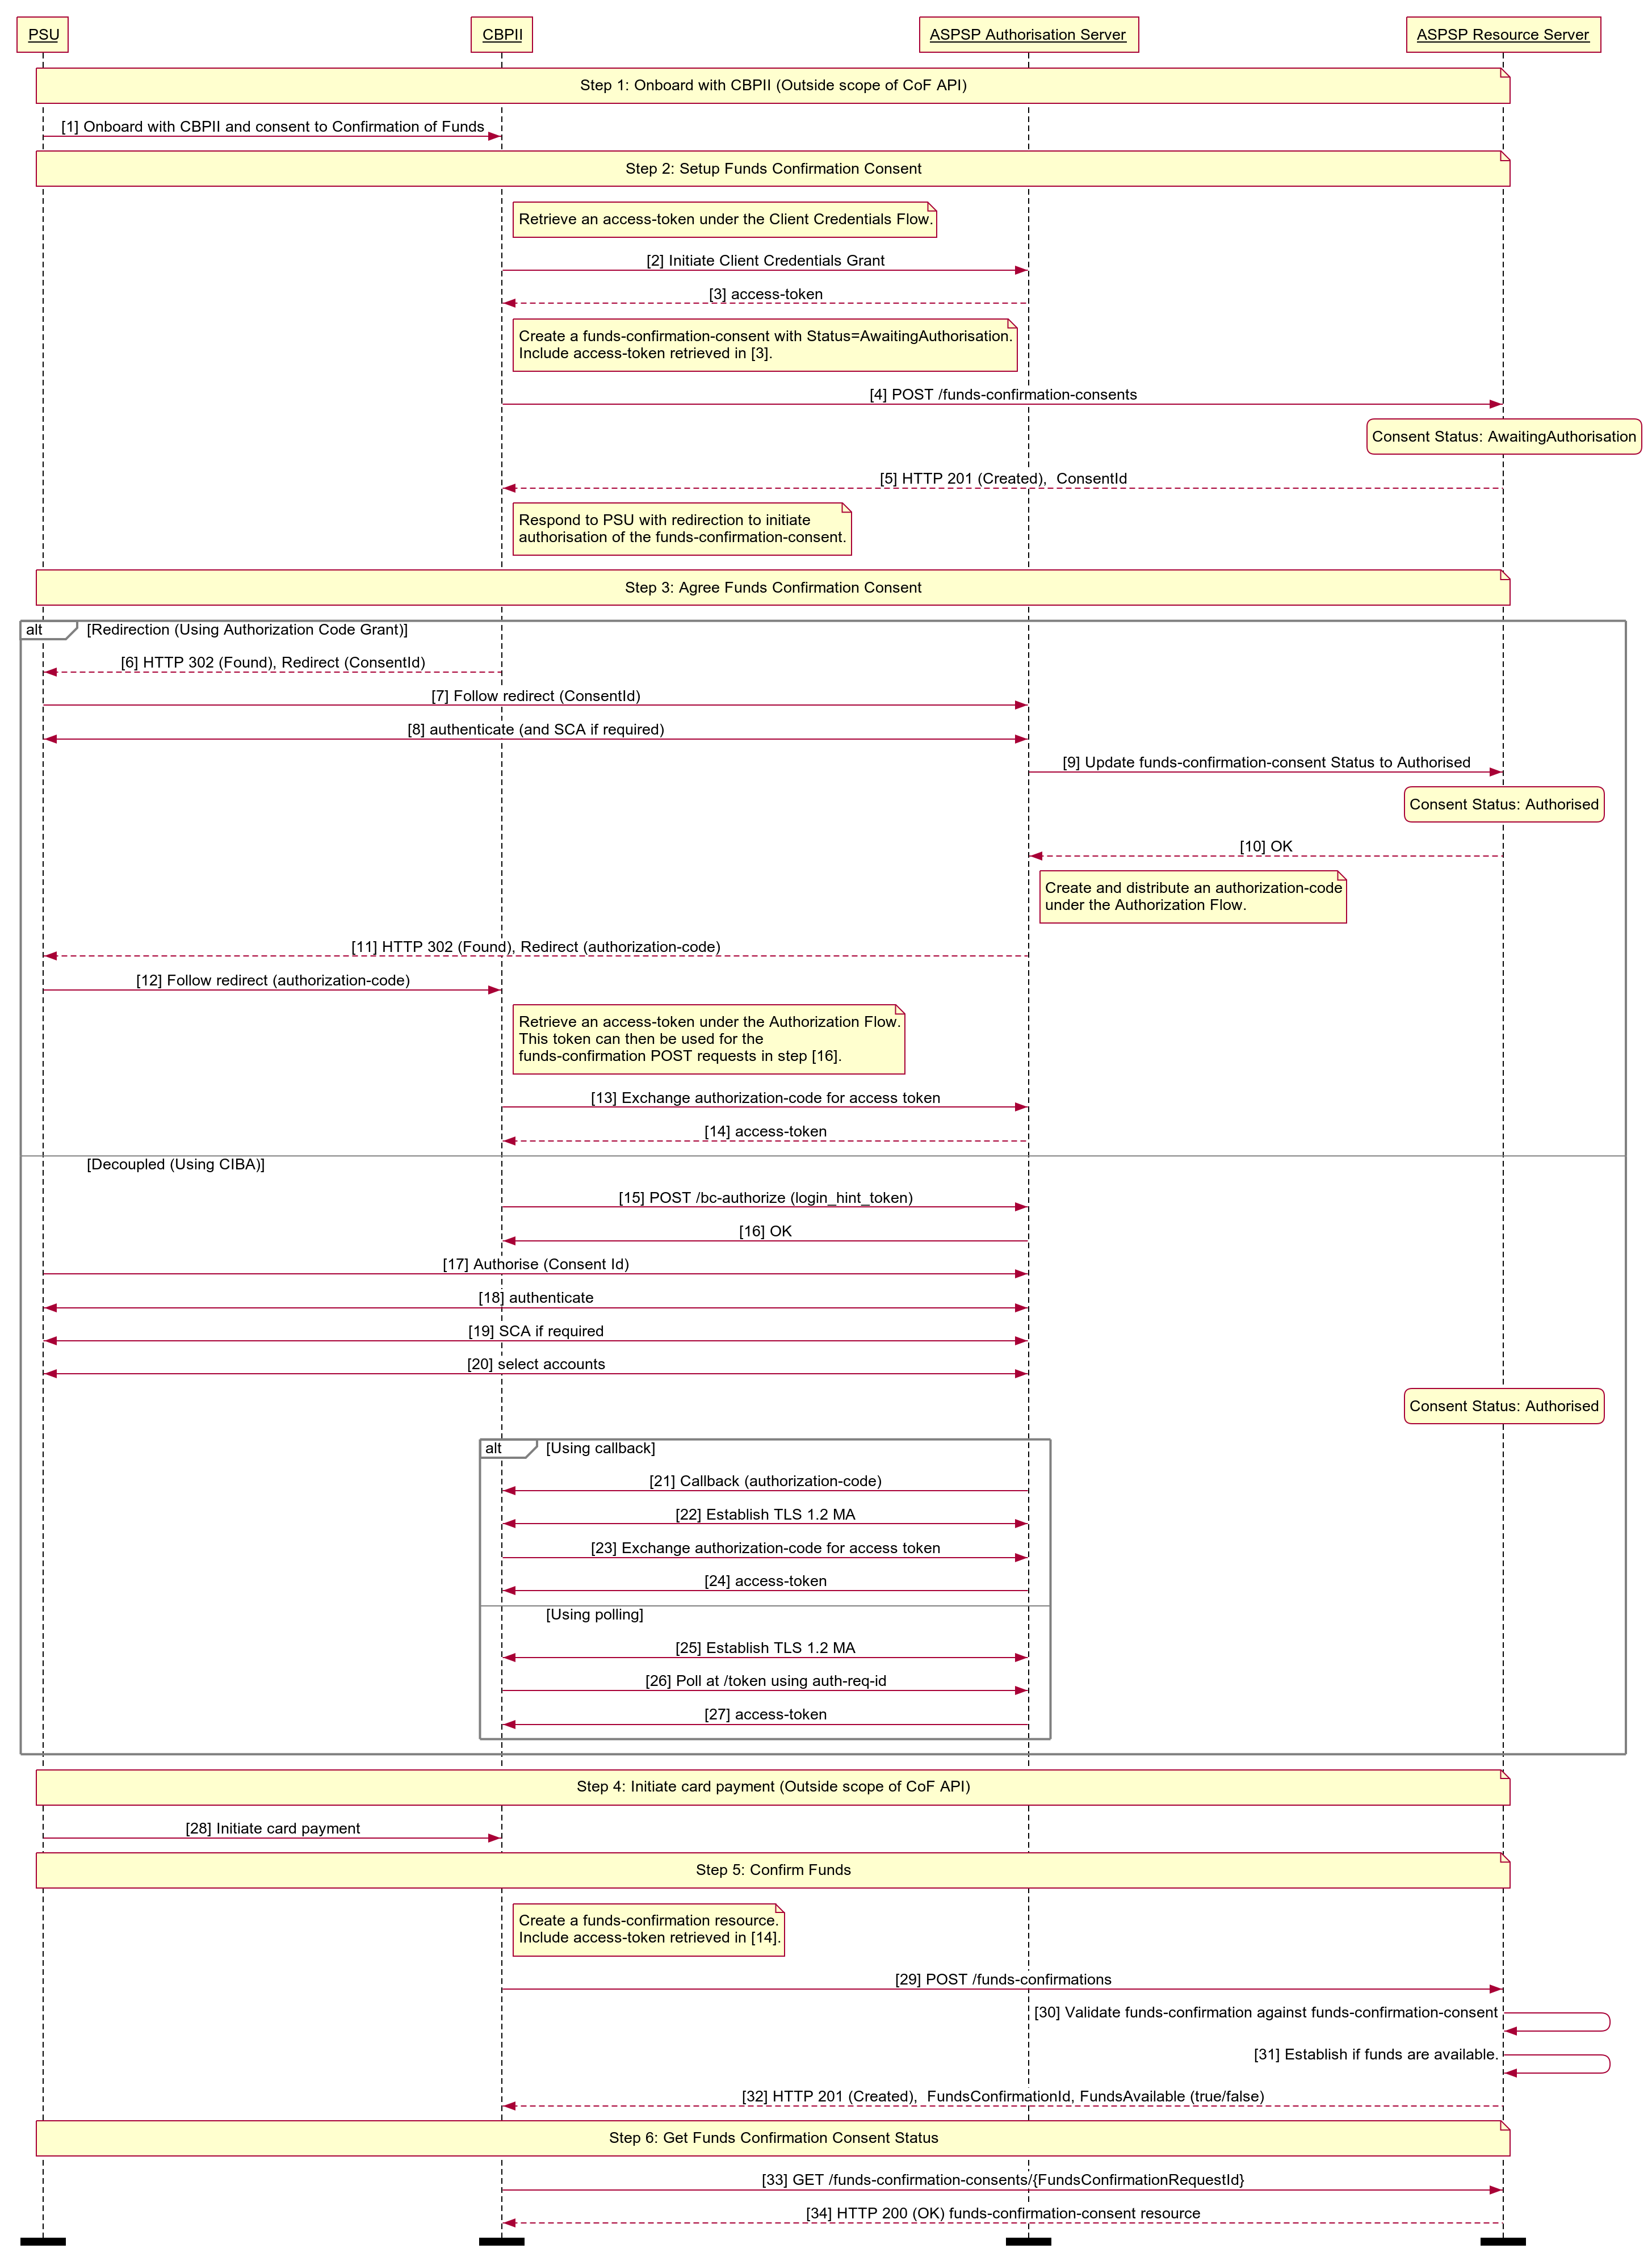 PSU
CBPII
ASPSP Authorisation Server
ASPSP Resource Server
Step 1: Onboard with CBPII (Outside scope of CoF API)
[1] Onboard with CBPII and consent to Confirmation of Funds
Step 2: Setup Funds Confirmation Consent
Retrieve an access-token under the Client Credentials Flow.
[2] Initiate Client Credentials Grant
[3] access-token
Create a funds-confirmation-consent with Status=AwaitingAuthorisation.
Include access-token retrieved in [3].
[4] POST /funds-confirmation-consents
Consent Status: AwaitingAuthorisation
[5] HTTP 201 (Created),  ConsentId
Respond to PSU with redirection to initiate
authorisation of the funds-confirmation-consent.
Step 3: Agree Funds Confirmation Consent
alt
[Redirection (Using Authorization Code Grant)]
[6] HTTP 302 (Found), Redirect (ConsentId)
[7] Follow redirect (ConsentId)
[8] authenticate (and SCA if required)
[9] Update funds-confirmation-consent Status to Authorised
Consent Status: Authorised
[10] OK
Create and distribute an authorization-code
under the Authorization Flow.
[11] HTTP 302 (Found), Redirect (authorization-code)
[12] Follow redirect (authorization-code)
Retrieve an access-token under the Authorization Flow.
This token can then be used for the
funds-confirmation POST requests in step [16].
[13] Exchange authorization-code for access token
[14] access-token
[Decoupled (Using CIBA)]
[15] POST /bc-authorize (login_hint_token)
[16] OK
[17] Authorise (Consent Id)
[18] authenticate
[19] SCA if required
[20] select accounts
Consent Status: Authorised
alt
[Using callback]
[21] Callback (authorization-code)
[22] Establish TLS 1.2 MA
[23] Exchange authorization-code for access token
[24] access-token
[Using polling]
[25] Establish TLS 1.2 MA
[26] Poll at /token using auth-req-id
[27] access-token
Step 4: Initiate card payment (Outside scope of CoF API)
[28] Initiate card payment
Step 5: Confirm Funds
Create a funds-confirmation resource.
Include access-token retrieved in [14].
[29] POST /funds-confirmations
[30] Validate funds-confirmation against funds-confirmation-consent
[31] Establish if funds are available.
[32] HTTP 201 (Created),  FundsConfirmationId, FundsAvailable (true/false)
Step 6: Get Funds Confirmation Consent Status
[33] GET /funds-confirmation-consents/{FundsConfirmationRequestId}
[34] HTTP 200 (OK) funds-confirmation-consent resource